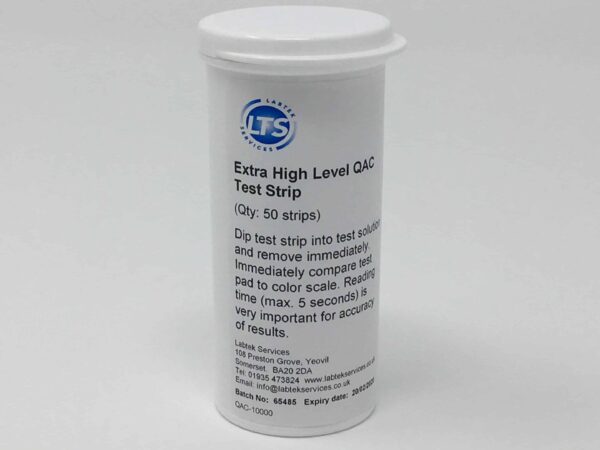 LABTEK
LTS
SERVICES
Extra High Level QAC
Test Strip
(Qty: 50 strips)
Dip test strip into test solution
and remove immediately.
Immediately compare test
pad to color scale. Reading
time (max. 5 seconds) is
very important for accuracy
of results.
Labtek Services
108 Preston Grove, Yeovil
Somerset BA20 2DA
Tel: 01935 473824 www.labtekservices.co.uk
Email: info@labtekservices.co.uk
Batch No: 65485 Expiry date: 20/02/2020
QAC-10000